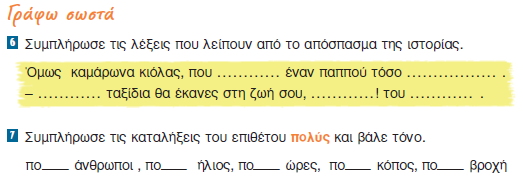 Γράφω σωστά
6 Συμπλήρωσε τις λέξεις που λείπουν από το απόσπασμα της ιστορίας.
Όμως καμάρωνα κιόλας, που ............ έναν παππού τόσο ................. .
– ............ ταξίδια θα έκανες στη ζωή σου, ............! του ............ .
7 Συμπλήρωσε τις καταλήξεις του επιθέτου πολύς και βάλε τόνο.
πο____ άνθρωποι , πο____ ήλιος, πο____ ώρες, πο____ κόπος, πο____ βροχή